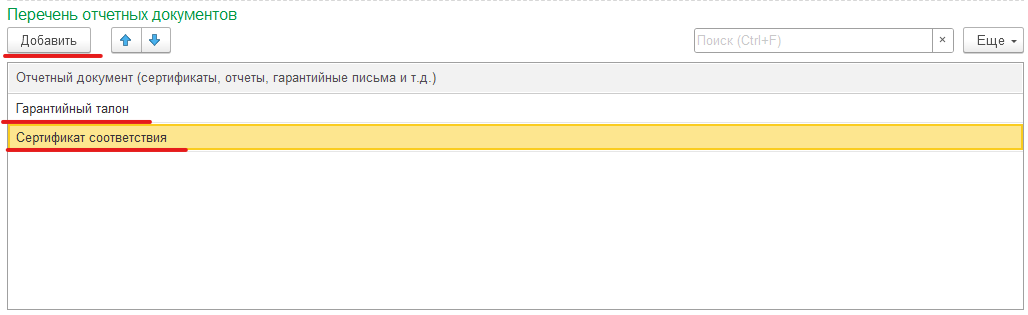 Перечень отчетных документов
Добавить
Поиск (Ctrl+F)
×
Еще
Отчетный документ (сертификаты, отчеты, гарантийные письма и т.д.)
Гарантийный талон
Сертификат соответствия